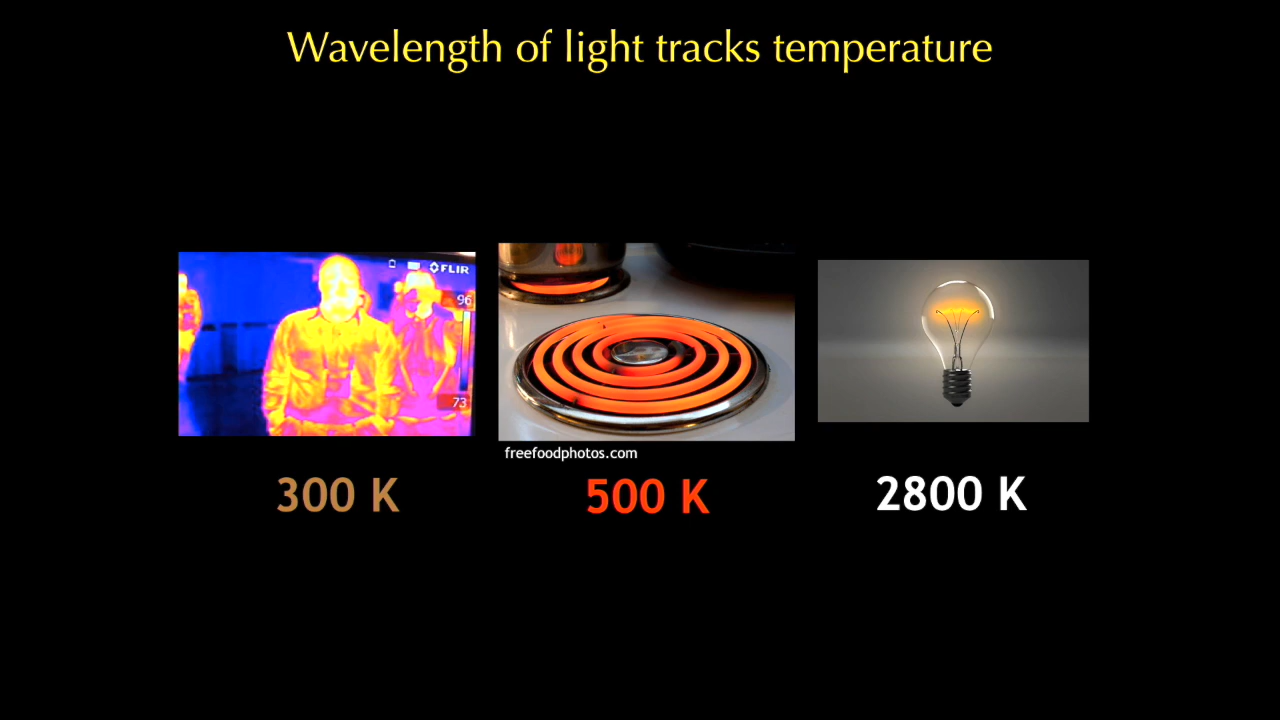 Wavelength of light tracks temperature
FLIR
96
73
freefoodphotos.com
300 K
500 K
2800 K